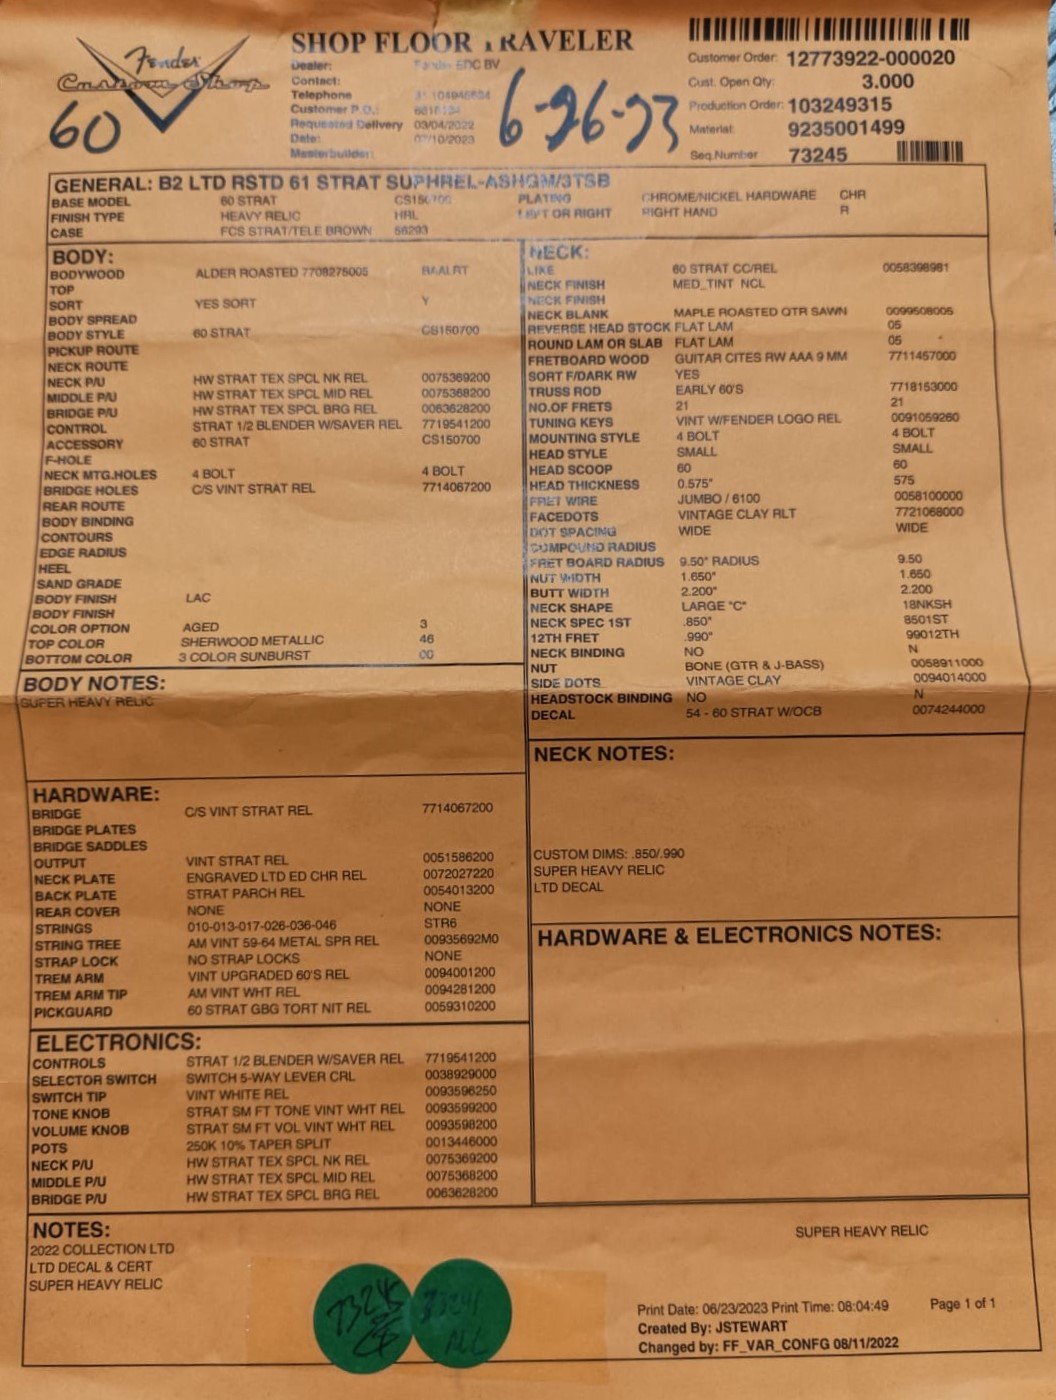 SHOP FLOOR TRAVELER
Fender
Custom Shop
60
Dealer: Fender EDC BV
Contact:
Telephone
Customer P.O.:
Requested Delivery 03/04/2022
Date: /10/2023
Masterbuilder:
6-26-23
Customer Order: 12773922-000020
Cust. Open Qty: 3.000
Production Order: 103249315
Material: 9235001499
Seq.Number 73245
GENERAL: B2 LTD RSTD 61 STRAT SUPHREL-ASHGM/3TSB
BASE MODEL 60 STRAT CS150700 PLATING CHROME/NICKEL HARDWARE CHR
FINISH TYPE HEAVY RELIC HRL LEFT OR RIGHT RIGHT HAND R
CASE FCS STRAT/TELE BROWN 56293
BODY:
BODYWOOD ALDER ROASTED 7708275005 RAALRT
TOP
SORT YES SORT Y
BODY SPREAD
BODY STYLE 60 STRAT CS150700
PICKUP ROUTE
NECK ROUTE
NECK P/U HW STRAT TEX SPCL NK REL 0075369200
MIDDLE P/U HW STRAT TEX SPCL MID REL 0075368200
BRIDGE P/U HW STRAT TEX SPCL BRG REL 0063628200
CONTROL STRAT 1/2 BLENDER W/SAVER REL 7719541200
ACCESSORY 60 STRAT CS150700
F-HOLE
NECK MTG.HOLES 4 BOLT 4 BOLT
BRIDGE HOLES C/S VINT STRAT REL 7714067200
REAR ROUTE
BODY BINDING
CONTOURS
EDGE RADIUS
HEEL
SAND GRADE
BODY FINISH LAC
BODY FINISH
COLOR OPTION AGED 3
TOP COLOR SHERWOOD METALLIC 46
BOTTOM COLOR 3 COLOR SUNBURST 00
BODY NOTES:
SUPER HEAVY RELIC
NECK:
LIKE 60 STRAT CC/REL 0058398981
NECK FINISH MED_TINT NCL
NECK FINISH
NECK BLANK MAPLE ROASTED QTR SAWN 0099508005
REVERSE HEAD STOCK FLAT LAM 05
ROUND LAM OR SLAB FLAT LAM 05
FRETBOARD WOOD GUITAR CITES RW AAA 9 MM 7711457000
SORT F/DARK RW YES
TRUSS ROD EARLY 60'S 7718153000
NO.OF FRETS 21 21
TUNING KEYS VINT W/FENDER LOGO REL 0091059260
MOUNTING STYLE 4 BOLT 4 BOLT
HEAD STYLE SMALL SMALL
HEAD SCOOP 60 60
HEAD THICKNESS 0.575" 575
FRET WIRE JUMBO / 6100 0058100000
FACEDOTS VINTAGE CLAY RLT 7721068000
DOT SPACING WIDE WIDE
COMPOUND RADIUS
FRET BOARD RADIUS 9.50" RADIUS 9.50
NUT WIDTH 1.650" 1.650
BUTT WIDTH 2.200" 2.200
NECK SHAPE LARGE "C" 18NKSH
NECK SPEC 1ST .850" 8501ST
12TH FRET .990" 99012TH
NECK BINDING NO N
NUT BONE (GTR & J-BASS) 0058911000
SIDE DOTS VINTAGE CLAY 0094014000
HEADSTOCK BINDING NO N
DECAL 54 - 60 STRAT W/OCB 0074244000
NECK NOTES:
CUSTOM DIMS: .850/.990
SUPER HEAVY RELIC
LTD DECAL
HARDWARE:
BRIDGE C/S VINT STRAT REL 7714067200
BRIDGE PLATES
BRIDGE SADDLES
OUTPUT VINT STRAT REL 0051586200
NECK PLATE ENGRAVED LTD ED CHR REL 0072027220
BACK PLATE STRAT PARCH REL 0054013200
REAR COVER NONE NONE
STRINGS 010-013-017-026-036-046 STR6
STRING TREE AM VINT 59-64 METAL SPR REL 00935692M0
STRAP LOCK NO STRAP LOCKS NONE
TREM ARM VINT UPGRADED 60'S REL 0094001200
TREM ARM TIP AM VINT WHT REL 0094281200
PICKGUARD 60 STRAT GBG TORT NIT REL 0059310200
HARDWARE & ELECTRONICS NOTES:
ELECTRONICS:
CONTROLS STRAT 1/2 BLENDER W/SAVER REL 7719541200
SELECTOR SWITCH SWITCH 5-WAY LEVER CRL 0038929000
SWITCH TIP VINT WHITE REL 0093596250
TONE KNOB STRAT SM FT TONE VINT WHT REL 0093599200
VOLUME KNOB STRAT SM FT VOL VINT WHT REL 0093598200
POTS 250K 10% TAPER SPLIT 0013446000
NECK P/U HW STRAT TEX SPCL NK REL 0075369200
MIDDLE P/U HW STRAT TEX SPCL MID REL 0075368200
BRIDGE P/U HW STRAT TEX SPCL BRG REL 0063628200
NOTES:
2022 COLLECTION LTD
LTD DECAL & CERT
SUPER HEAVY RELIC
SUPER HEAVY RELIC
73245
Print Date: 06/23/2023 Print Time: 08:04:49 Page 1 of 1
Created By: JSTEWART
Changed by: FF_VAR_CONFG 08/11/2022